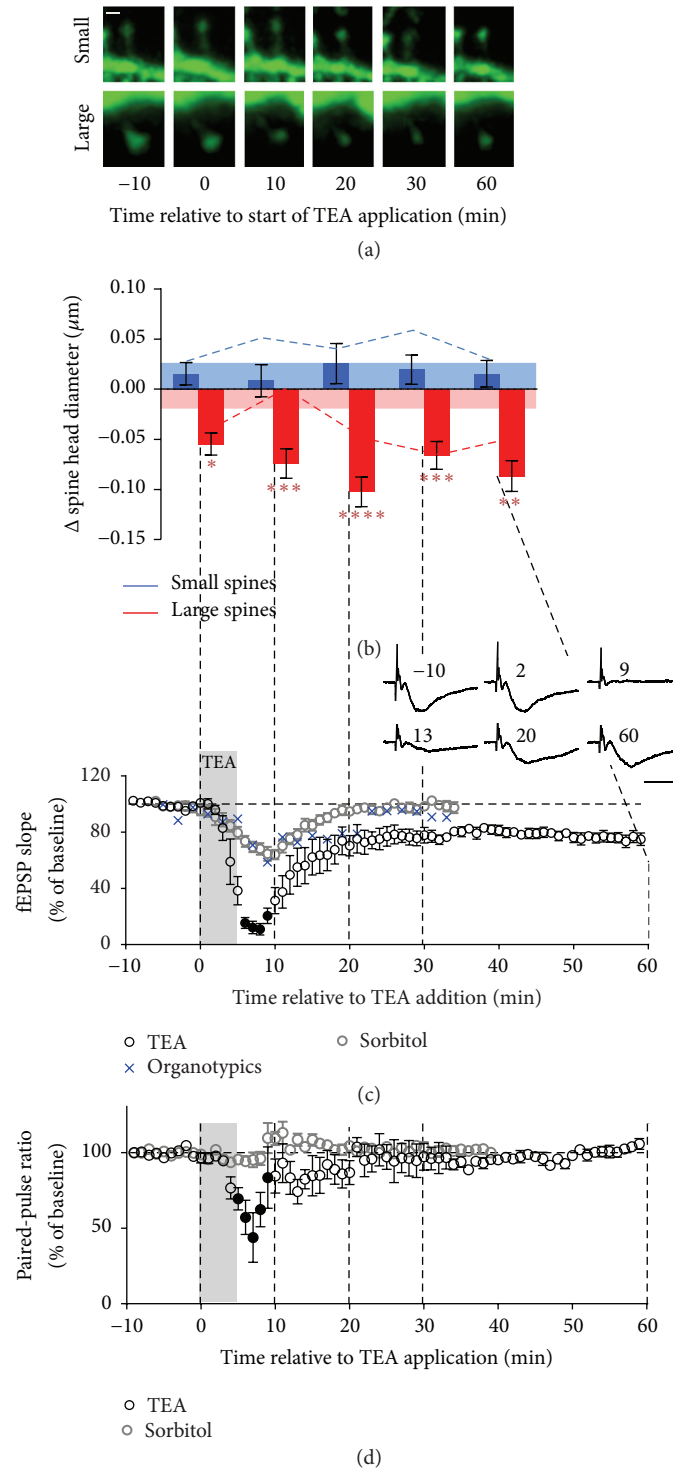 Small
Large
−10 0 10 20 30 60
Time relative to start of TEA application (min)
(a)
Δ spine head diameter (μm)
0.10
0.05
0.00
−0.05
−0.10
−0.15
* *** **** *** **
Small spines
Large spines
(b)
−10 2 9
13 20 60
TEA
fEPSP slope
(% of baseline)
120
80
40
0
−10 0 10 20 30 40 50 60
Time relative to TEA addition (min)
TEA Sorbitol
Organotypics
(c)
Paired-pulse ratio
(% of baseline)
100
50
0
−10 0 10 20 30 40 50 60
Time relative to TEA application (min)
TEA
Sorbitol
(d)